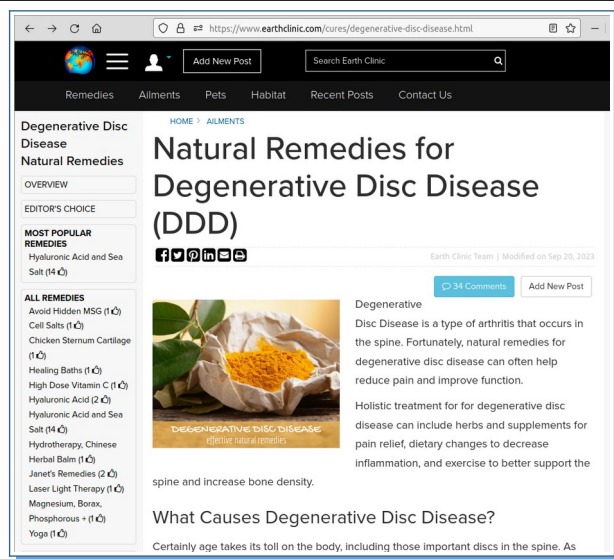 https://www.earthclinic.com/cures/degenerative-disc-disease.html
Add New Post
Search Earth Clinic
Remedies
Ailments
Pets
Habitat
Recent Posts
Contact Us
Degenerative Disc
Disease
Natural Remedies
OVERVIEW
EDITOR'S CHOICE
MOST POPULAR
REMEDIES
Hyaluronic Acid and Sea
Salt (14)
ALL REMEDIES
Avoid Hidden MSG (1)
Cell Salts (1)
Chicken Sternum Cartilage
(1)
Healing Baths (1)
High Dose Vitamin C (1)
Hyaluronic Acid (2)
Hyaluronic Acid and Sea
Salt (14)
Hydrotherapy, Chinese
Herbal Balm (1)
Janet's Remedies (2)
Laser Light Therapy (1)
Magnesium, Borax,
Phosphorous + (1)
Yoga (1)
HOME > AILMENTS
Natural Remedies for
Degenerative Disc Disease
(DDD)
Earth Clinic Team | Modified on Sep 20, 2023
34 Comments
Add New Post
DEGENERATIVE DISC DISEASE
effective natural remedies
Degenerative
Disc Disease is a type of arthritis that occurs in
the spine. Fortunately, natural remedies for
degenerative disc disease can often help
reduce pain and improve function.
Holistic treatment for for degenerative disc
disease can include herbs and supplements for
pain relief, dietary changes to decrease
inflammation, and exercise to better support the
spine and increase bone density.
What Causes Degenerative Disc Disease?
Certainly age takes its toll on the body, including those important discs in the spine. As